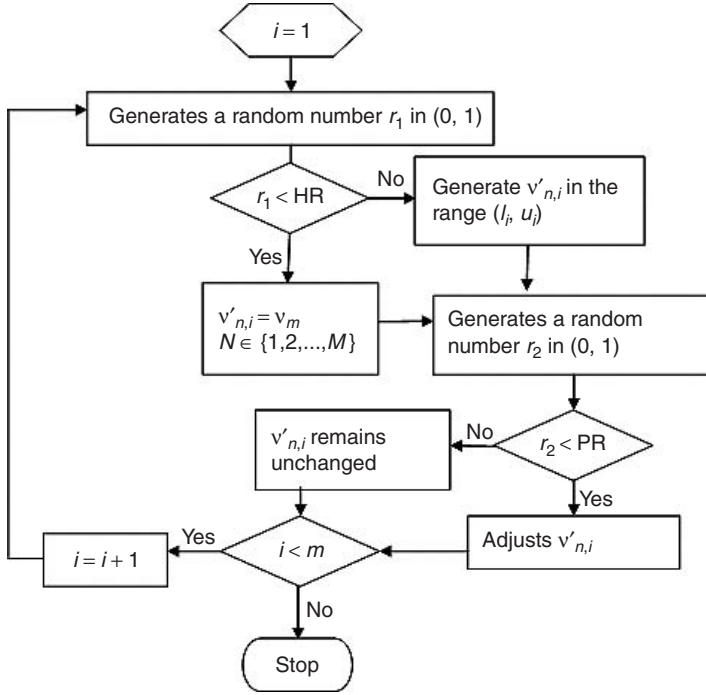 i = 1
Generates a random number r₁ in (0, 1)
r₁ < HR
No
Generate ν′ₙ,ᵢ in the
range (lᵢ, uᵢ)
Yes
ν′ₙ,ᵢ = νₘ
N ∈ {1,2,...,M}
Generates a random
number r₂ in (0, 1)
r₂ < PR
No
ν′ₙ,ᵢ remains
unchanged
Yes
Adjusts ν′ₙ,ᵢ
i < m
Yes
i = i + 1
No
Stop